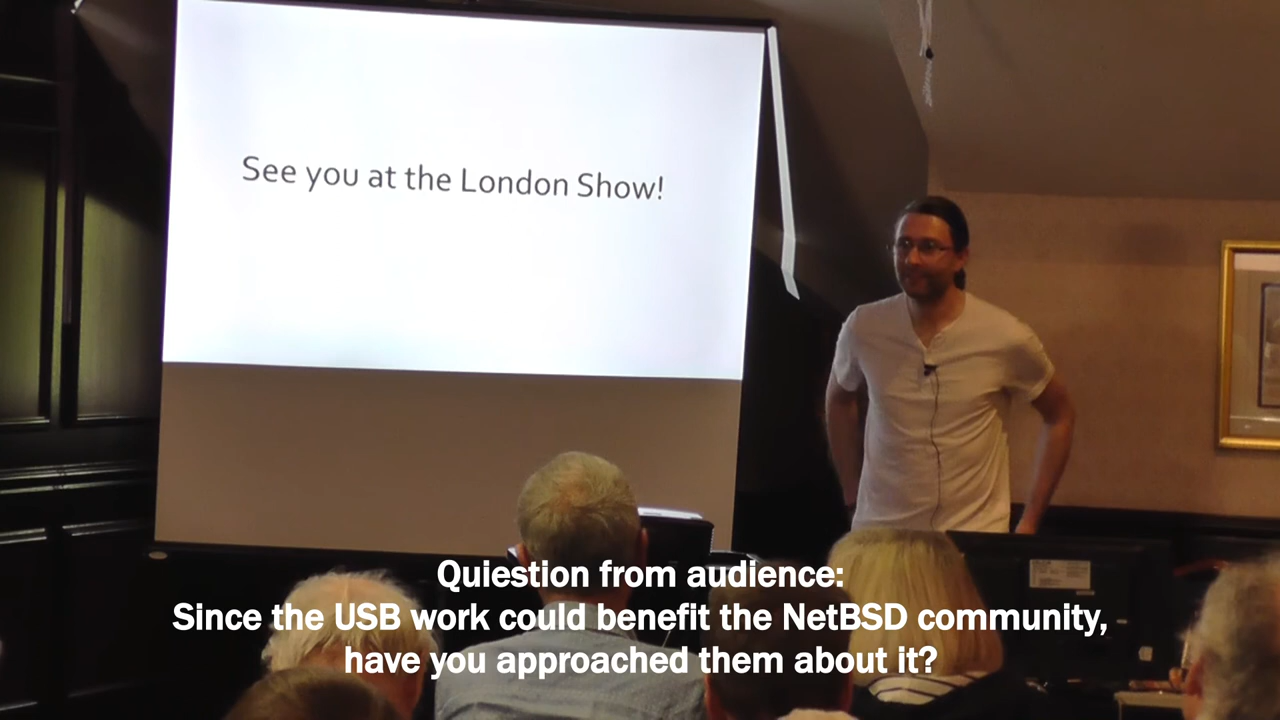 See you at the London Show!
Quiestion from audience:
Since the USB work could benefit the NetBSD community,
have you approached them about it?